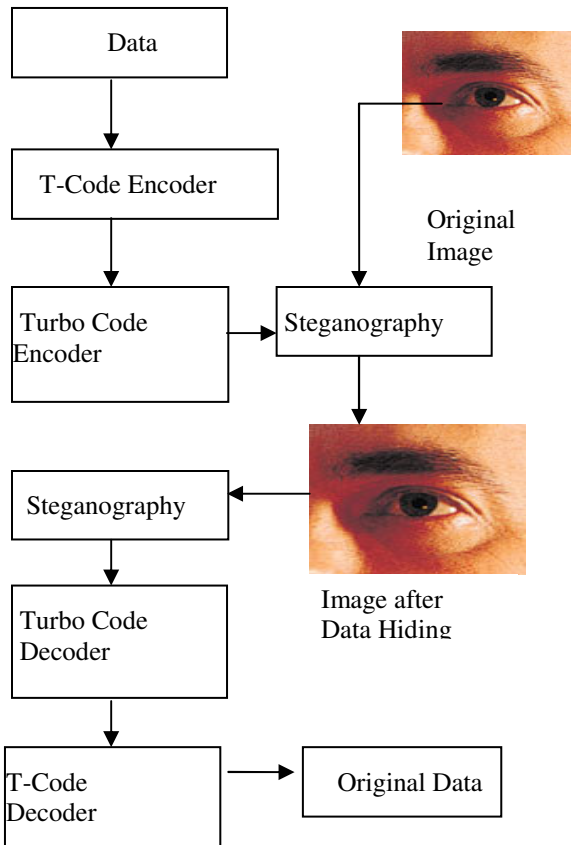 Data
T-Code Encoder
Original
Image
Turbo Code
Encoder
Steganography
Steganography
Image after
Data Hiding
Turbo Code
Decoder
T-Code
Decoder
Original Data